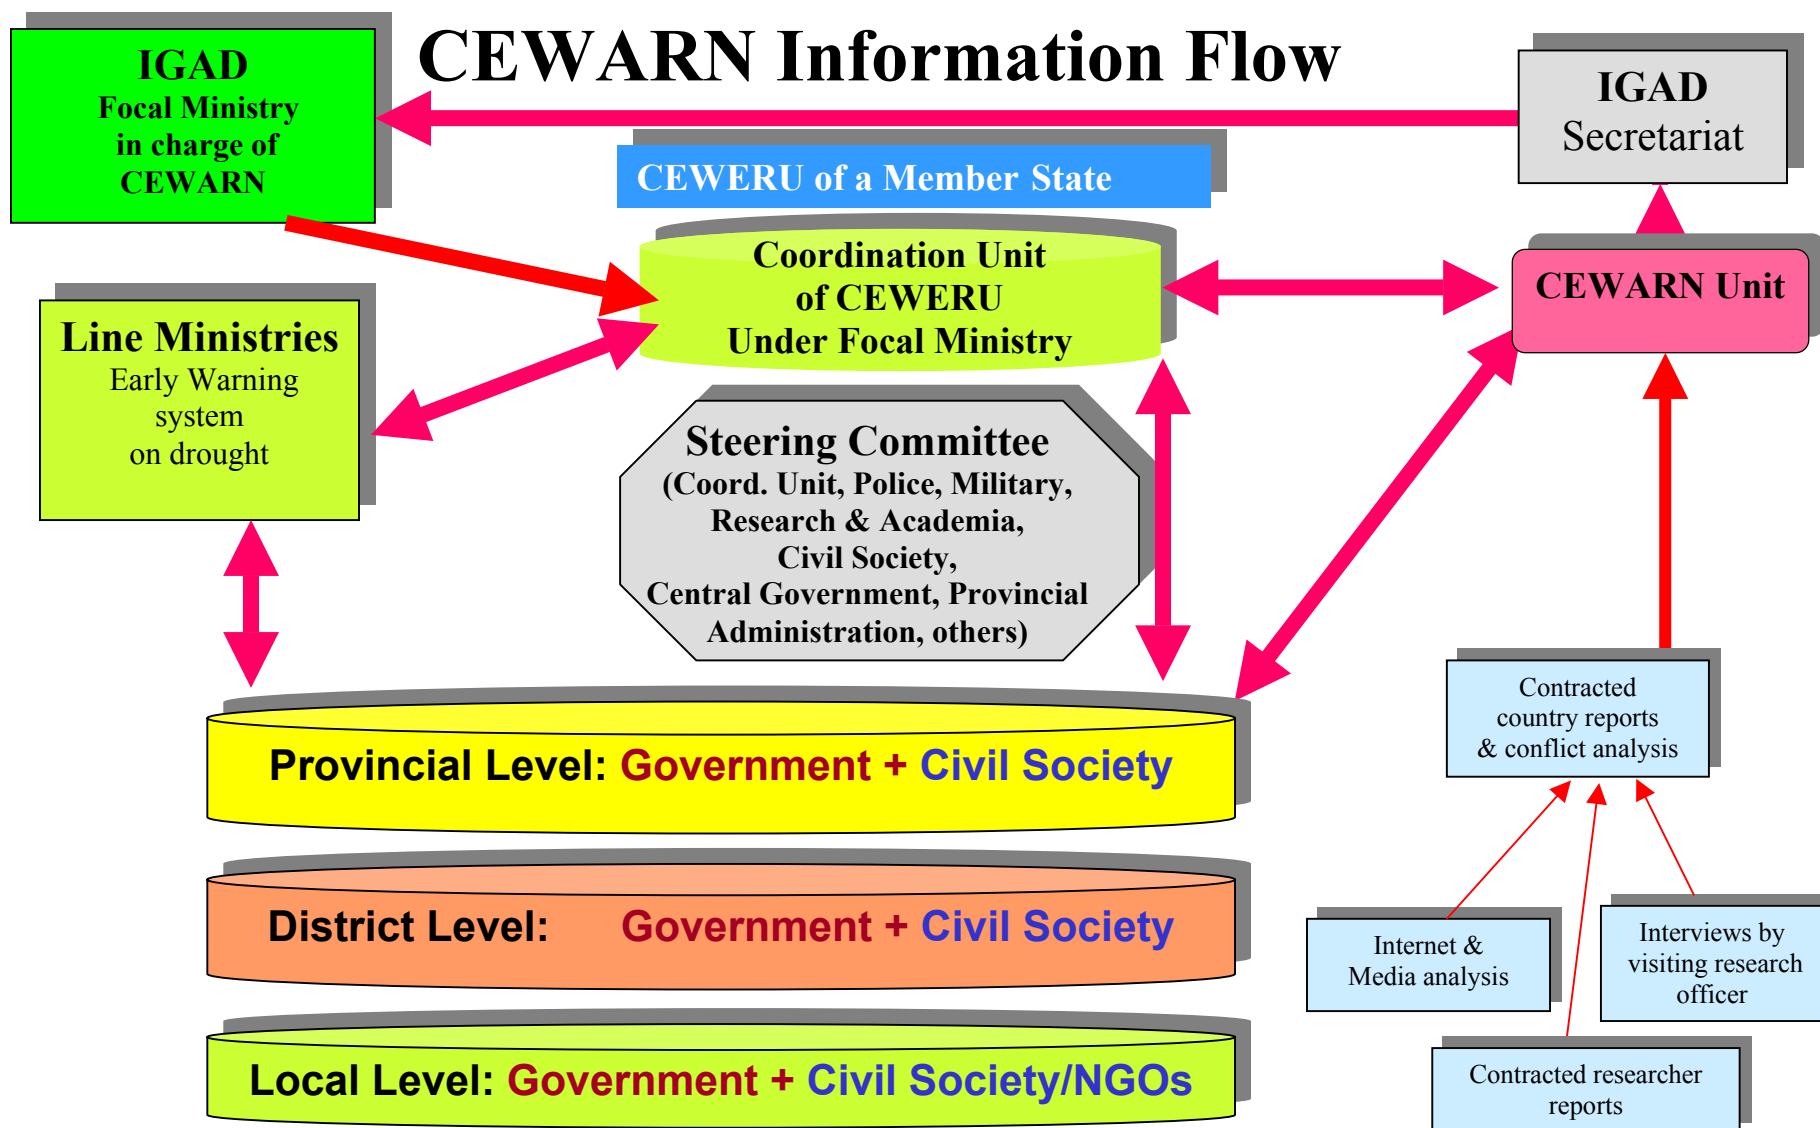 CEWARN Information Flow
IGAD
Focal Ministry
in charge of
CEWARN
IGAD
Secretariat
CEWERU of a Member State
Coordination Unit
of CEWERU
Under Focal Ministry
CEWARN Unit
Line Ministries
Early Warning
system
on drought
Steering Committee
(Coord. Unit, Police, Military,
Research & Academia,
Civil Society,
Central Government, Provincial
Administration, others)
Contracted
country reports
& conflict analysis
Provincial Level: Government + Civil Society
District Level: Government + Civil Society
Local Level: Government + Civil Society/NGOs
Internet &
Media analysis
Interviews by
visiting research
officer
Contracted researcher
reports